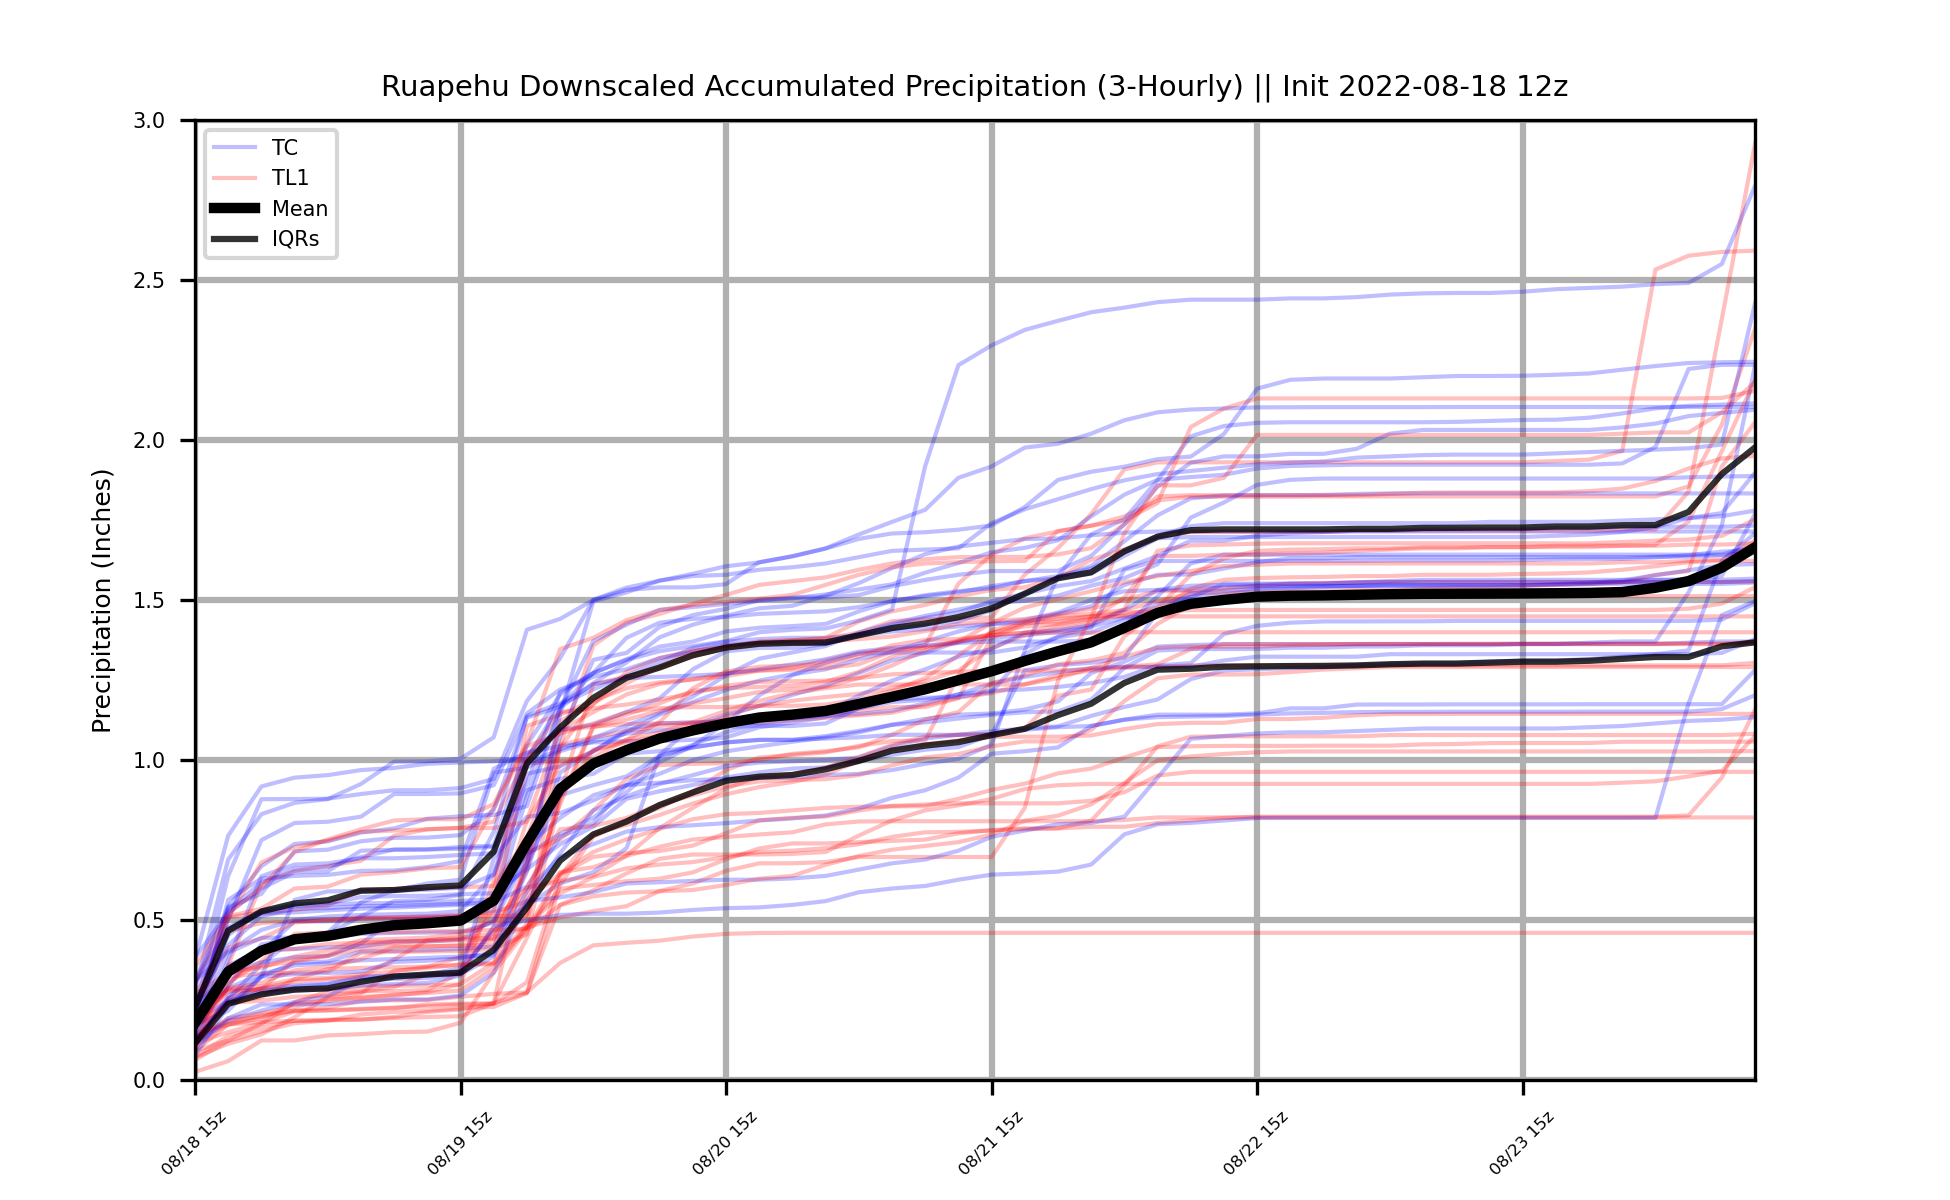 Ruapehu Downscaled Accumulated Precipitation (3-Hourly) || Init 2022-08-18 12z
TC
TL1
Mean
IQRs
Precipitation (Inches)
3.0
2.5
2.0
1.5
1.0
0.5
0.0
08/18 15z
08/19 15z
08/20 15z
08/21 15z
08/22 15z
08/23 15z